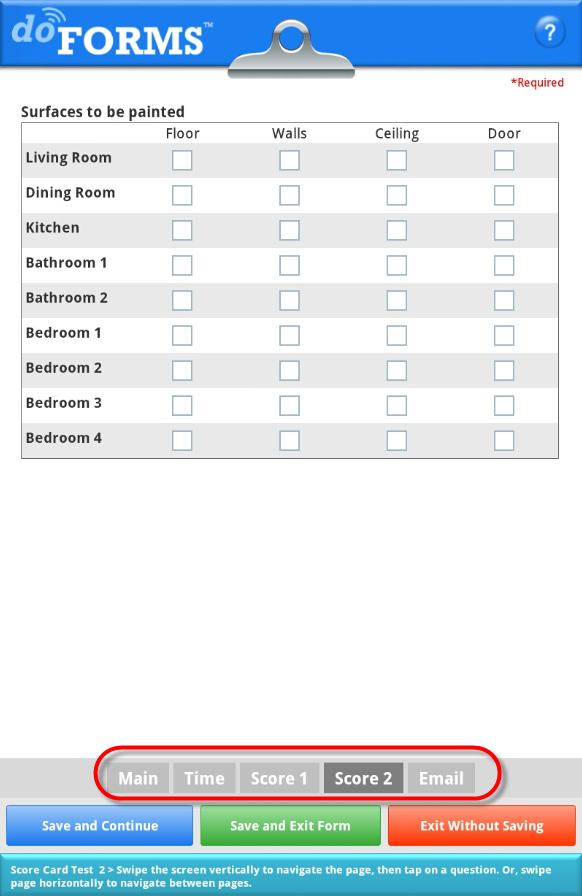 doFORMS™
?
*Required
Surfaces to be painted
Floor Walls Ceiling Door
Living Room
Dining Room
Kitchen
Bathroom 1
Bathroom 2
Bedroom 1
Bedroom 2
Bedroom 3
Bedroom 4
Main Time Score 1 Score 2 Email
Save and Continue Save and Exit Form Exit Without Saving
Score Card Test 2 > Swipe the screen vertically to navigate the page, then tap on a question. Or, swipe
page horizontally to navigate between pages.